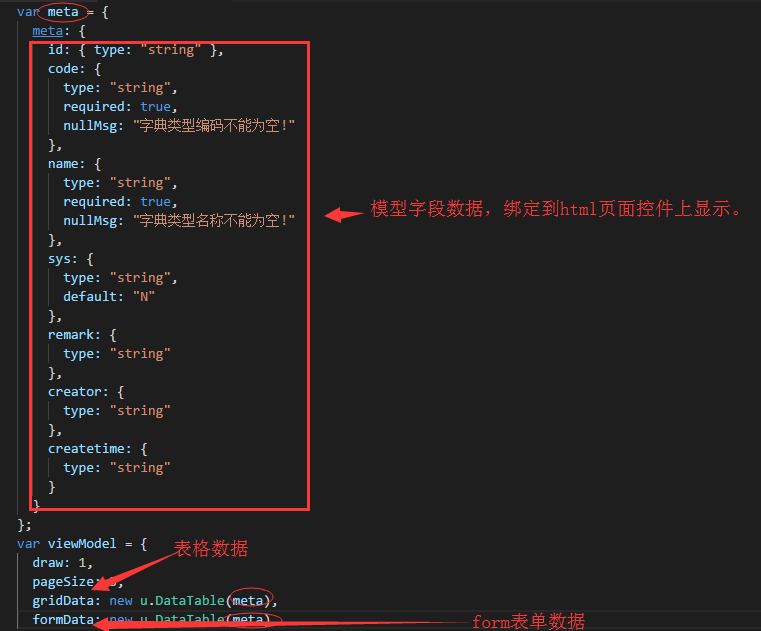 var meta = {
meta: {
id: { type: "string" },
code: {
type: "string",
required: true,
nullMsg: "字典类型编码不能为空!"
},
name: {
type: "string",
required: true,
nullMsg: "字典类型名称不能为空!"
},
模型字段数据，绑定到html页面控件上显示。
sys: {
type: "string",
default: "N"
},
remark: {
type: "string"
},
creator: {
type: "string"
},
createtime: {
type: "string"
}
}
};
var viewModel = {
表格数据
draw: 1,
pageSize: ,
gridData: new u.DataTable(meta),
formData: new u.DataTable(meta)
form表单数据